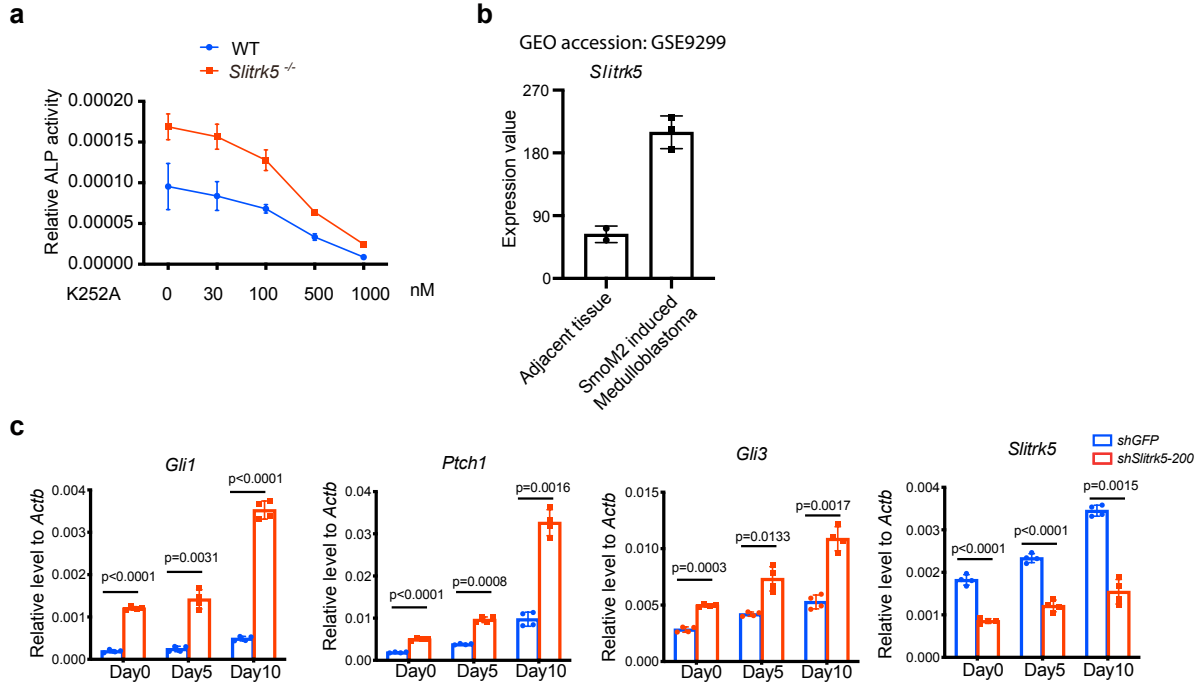 a
WT
Slitrk5 -/-
Relative ALP activity
0.00020
0.00015
0.00010
0.00005
0.00000
K252A 0 30 100 500 1000 nM
b
GEO accession: GSE9299
Slitrk5
Expression value
270
180
90
0
Adjacent tissue
SmoM2 induced
Medulloblastoma
c
Gli1
Relative level to Actb
0.004
0.003
0.002
0.001
0.000
p<0.0001
p=0.0031
p<0.0001
Day0 Day5 Day10
Ptch1
Relative level to Actb
0.04
0.03
0.02
0.01
0.00
p<0.0001
p=0.0008
p=0.0016
Day0 Day5 Day10
Gli3
Relative level to Actb
0.015
0.010
0.005
0.000
p=0.0003
p=0.0133
p=0.0017
Day0 Day5 Day10
Slitrk5
shGFP
shSlitrk5-200
Relative level to Actb
0.004
0.003
0.002
0.001
0.000
p<0.0001
p<0.0001
p=0.0015
Day0 Day5 Day10